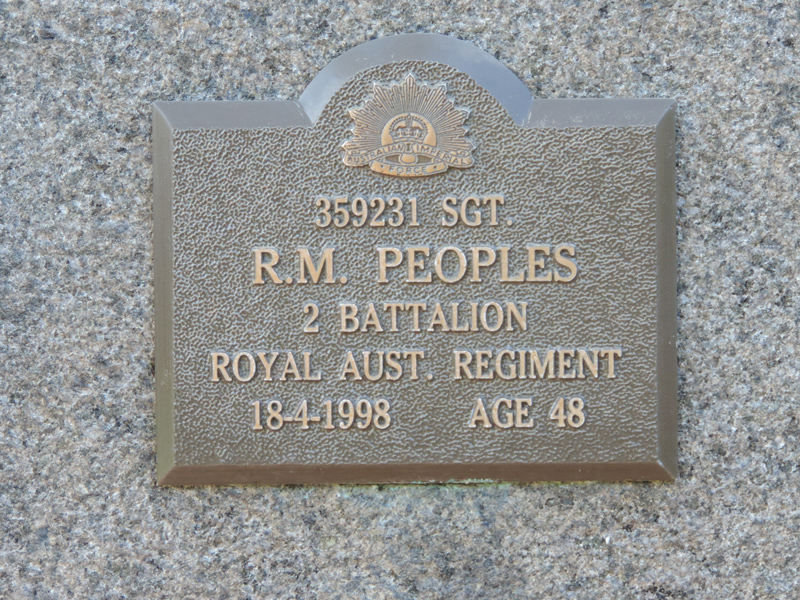 AUSTRALIAN IMPERIAL
FORCE
359231 SGT.
R.M. PEOPLES
2 BATTALION
ROYAL AUST. REGIMENT
18-4-1998 AGE 48